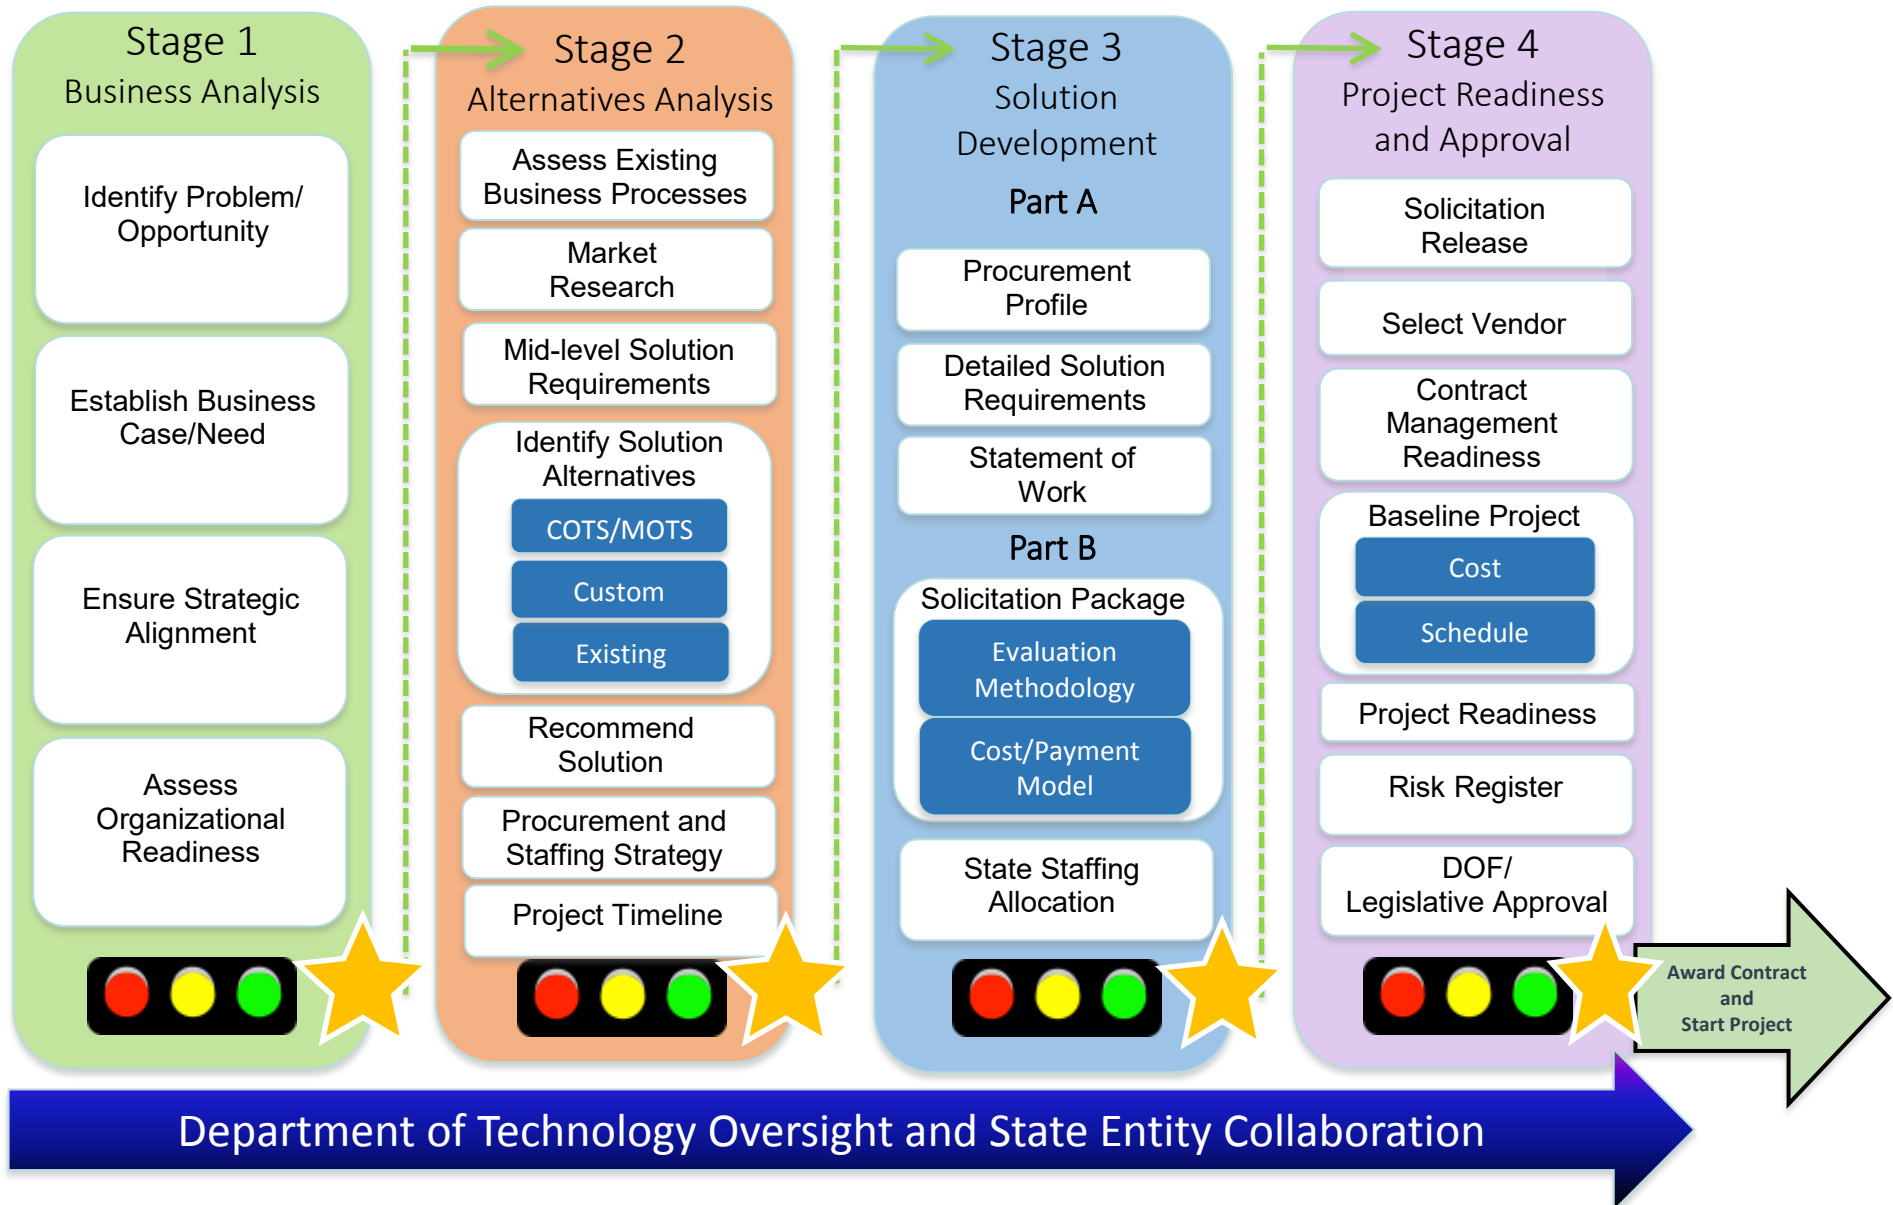 Stage 1
Business Analysis
Identify Problem/
Opportunity
Establish Business
Case/Need
Ensure Strategic
Alignment
Assess
Organizational
Readiness
Stage 2
Alternatives Analysis
Assess Existing
Business Processes
Market
Research
Mid-level Solution
Requirements
Identify Solution
Alternatives
COTS/MOTS
Custom
Existing
Recommend
Solution
Procurement and
Staffing Strategy
Project Timeline
Stage 3
Solution
Development
Part A
Procurement
Profile
Detailed Solution
Requirements
Statement of
Work
Part B
Solicitation Package
Evaluation
Methodology
Cost/Payment
Model
State Staffing
Allocation
Stage 4
Project Readiness
and Approval
Solicitation
Release
Select Vendor
Contract
Management
Readiness
Baseline Project
Cost
Schedule
Project Readiness
Risk Register
DOF/
Legislative Approval
Award Contract
and
Start Project
Department of Technology Oversight and State Entity Collaboration